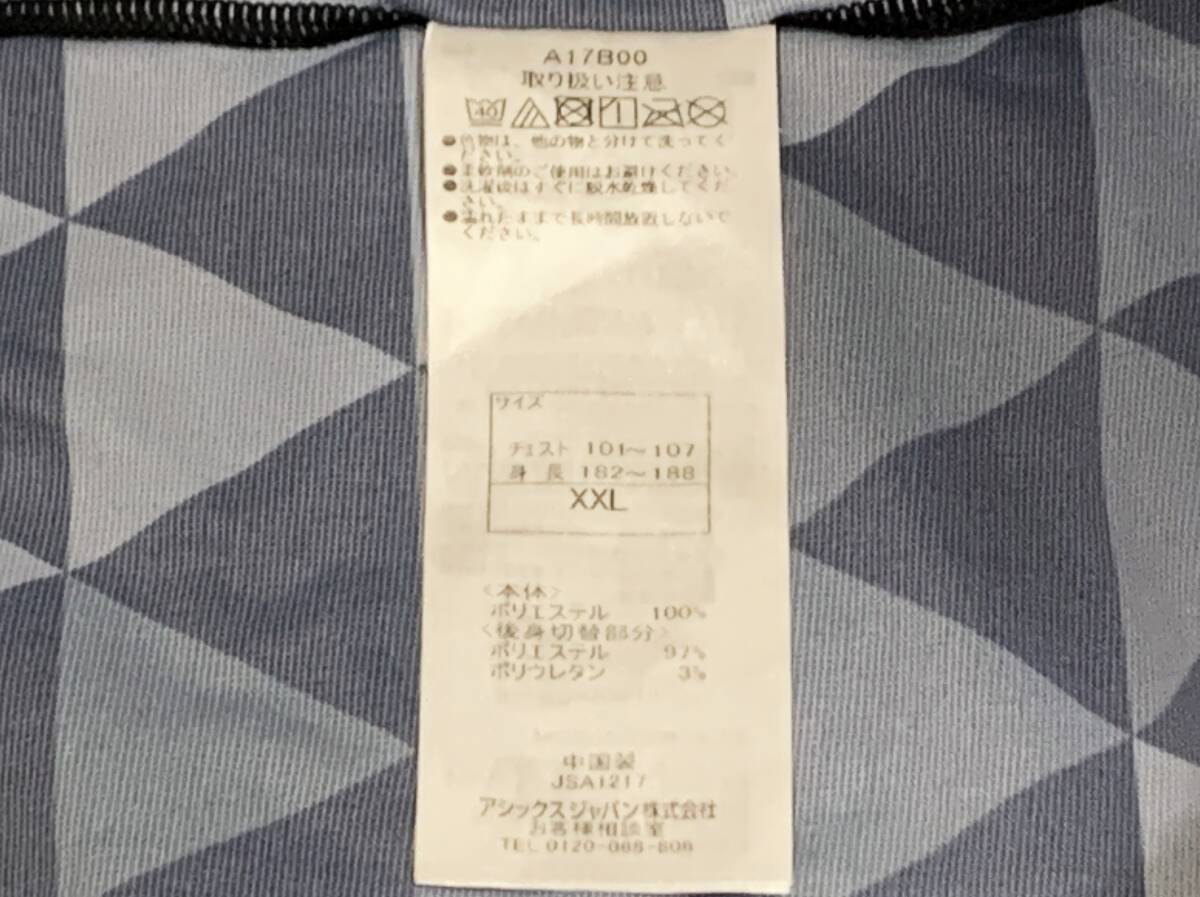 A17B00
取り扱い注意
40
●色物は、他の物と分けて洗ってく
ださい。
●柔軟剤のご使用はお避けください。
●洗濯後はすぐに脱水乾燥してくだ
さい。
●濡れたままで長時間放置しないで
ください。
サイズ
チェスト 101〜107
身長 182〜188
XXL
〈本体〉
ポリエステル 100%
〈後身切替部分〉
ポリエステル 97%
ポリウレタン 3%
中国製
JSA1217
アシックスジャパン株式会社
お客様相談室
TEL